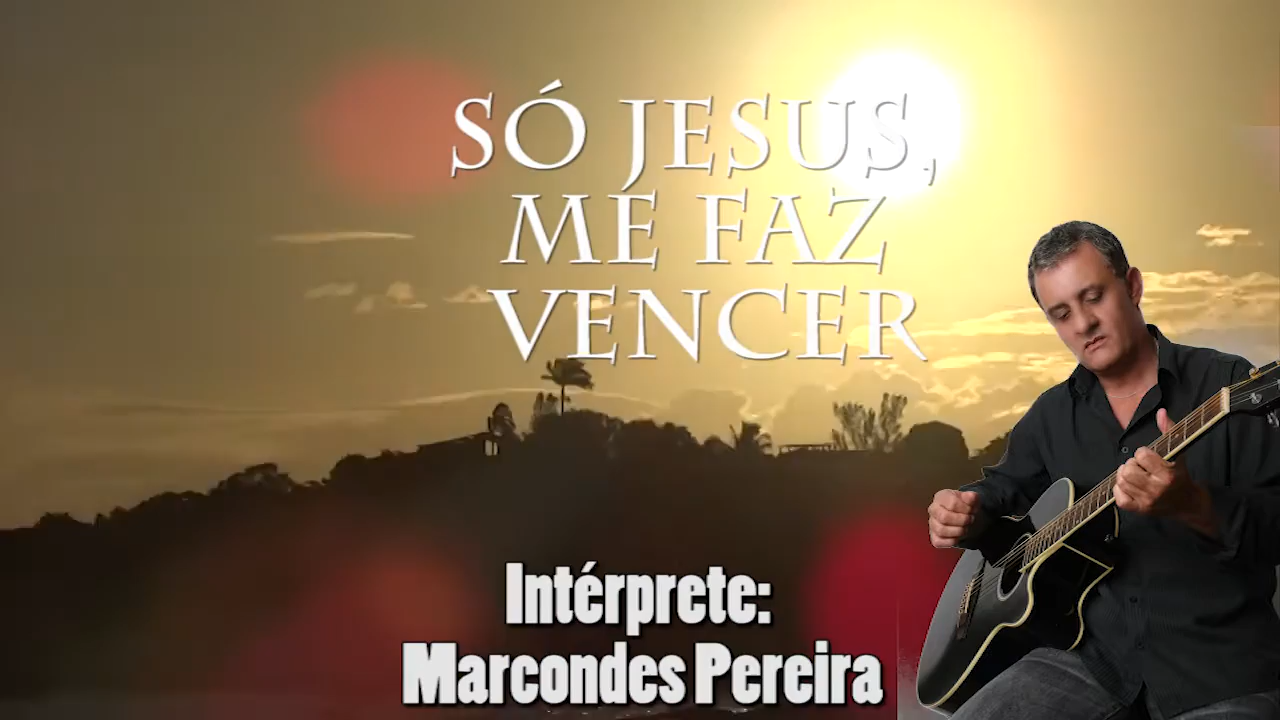 SÓ JESUS,
ME FAZ
VENCER
Intérprete:
Marcondes Pereira